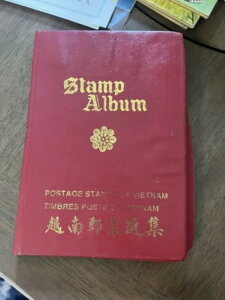 Stamp
Album
POSTAGE STAMPS OF VIETNAM
TIMBRES POSTE DU VIETNAM
越南郵票選集